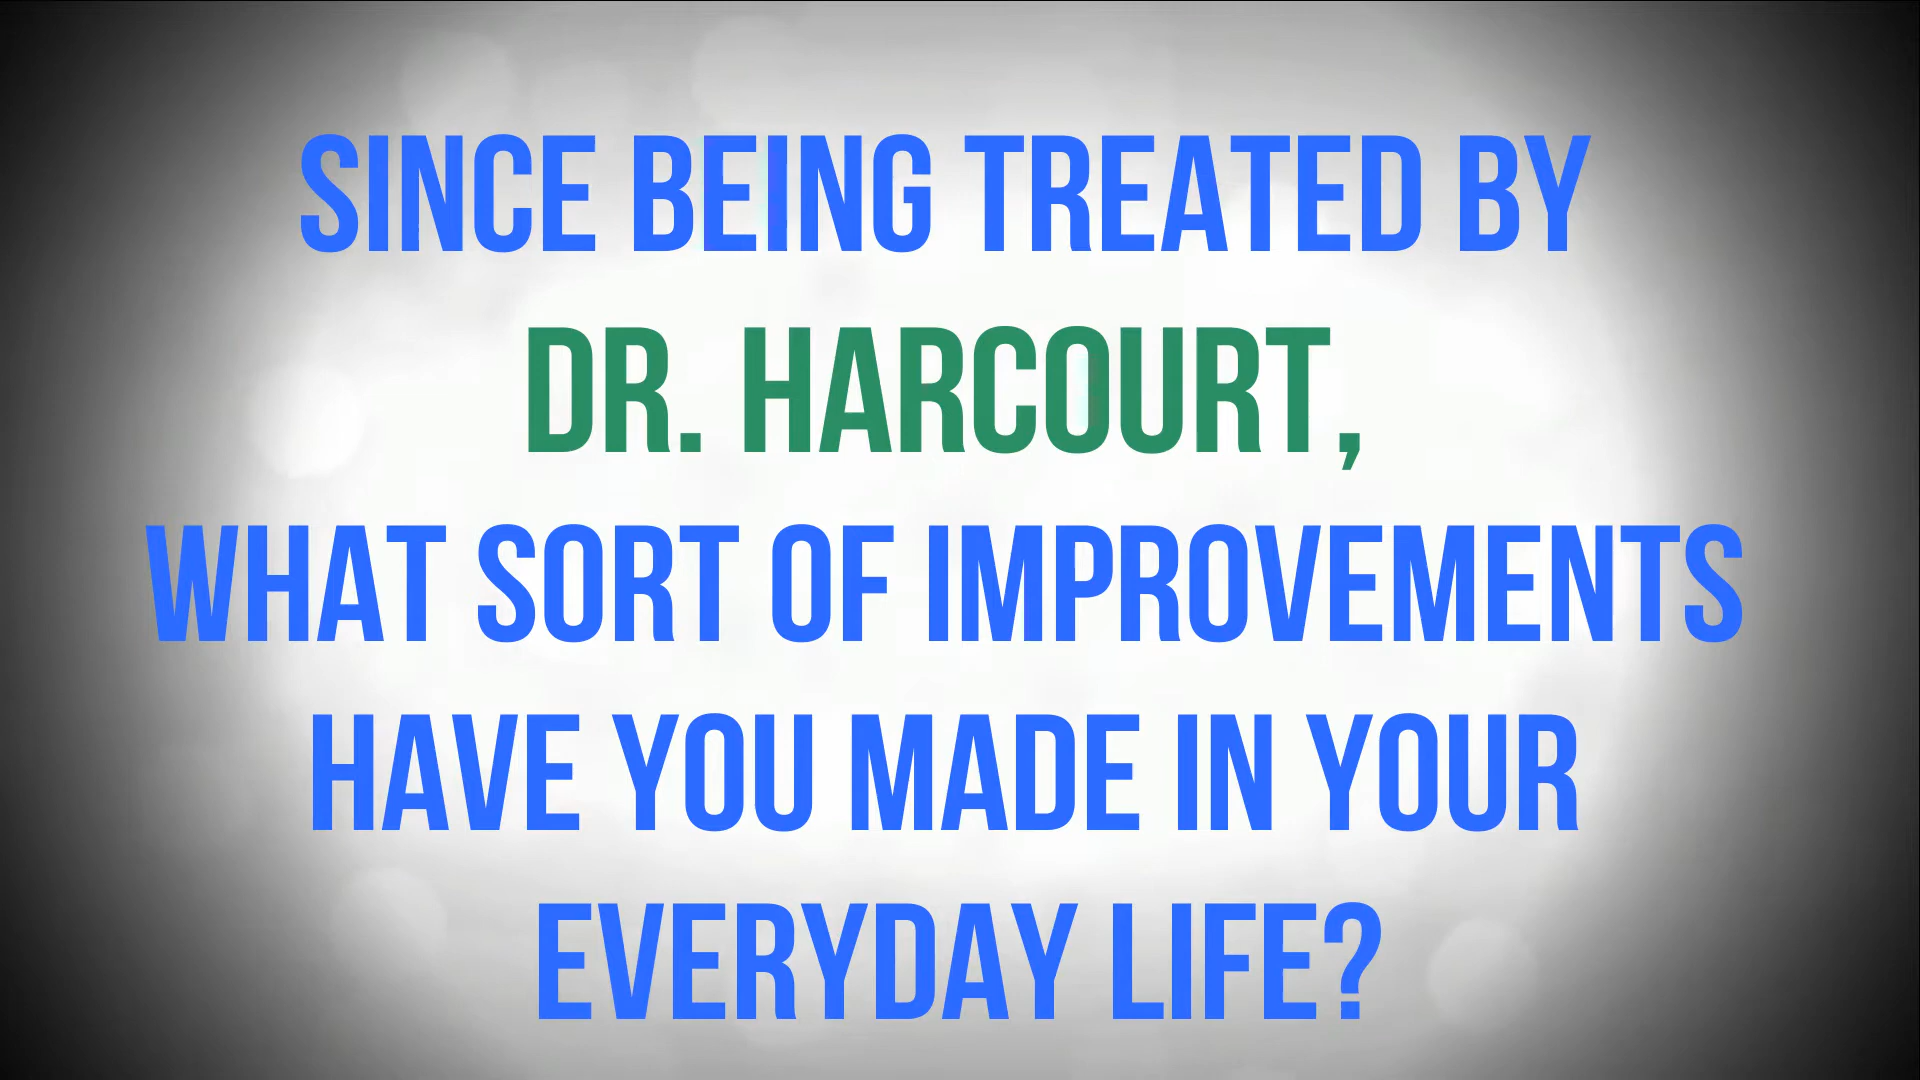 SINCE BEING TREATED BY
DR. HARCOURT,
WHAT SORT OF IMPROVEMENTS
HAVE YOU MADE IN YOUR
EVERYDAY LIFE?